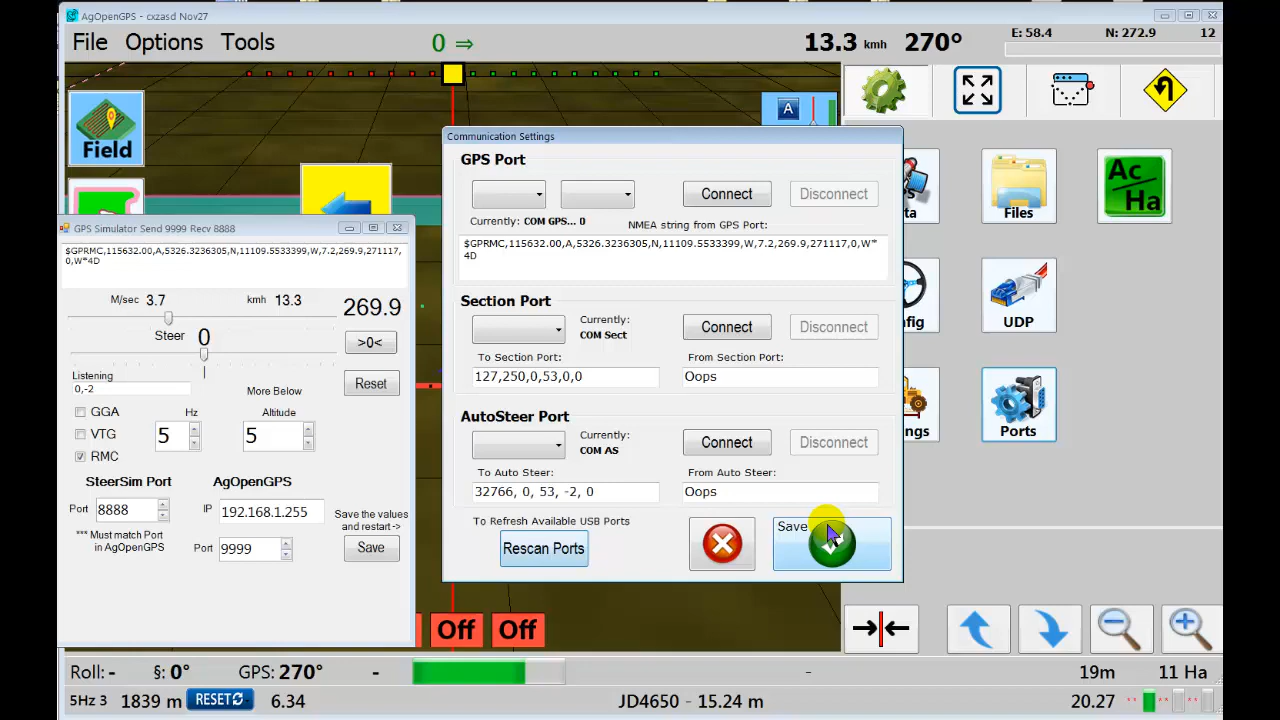 AgOpenGPS - cxzasd Nov27
File Options Tools
0 ⇒
13.3 kmh 270°
E: 58.4 N: 272.9 12
Field
A
GPS Simulator Send 9999 Recv 8888
$GPRMC,115632.00,A,5326.3236305,N,11109.5533399,W,7.2,269.9,271117,
0,W*4D
M/sec 3.7 kmh 13.3 269.9
Steer 0
>0<
Listening
0,-2
More Below
Reset
GGA
VTG
RMC
Hz
5
Altitude
5
SteerSim Port
Port 8888
*** Must match Port
in AgOpenGPS
AgOpenGPS
IP 192.168.1.255
Port 9999
Save the values
and restart ->
Save
Communication Settings
GPS Port
Connect
Disconnect
Currently: COM GPS... 0
NMEA string from GPS Port:
$GPRMC,115632.00,A,5326.3236305,N,11109.5533399,W,7.2,269.9,271117,0,W*
4D
Section Port
Currently:
COM Sect
Connect
Disconnect
To Section Port:
127,250,0,53,0,0
From Section Port:
Oops
AutoSteer Port
Currently:
COM AS
Connect
Disconnect
To Auto Steer:
32766, 0, 53, -2, 0
From Auto Steer:
Oops
To Refresh Available USB Ports
Rescan Ports
Save
ta
Files
Ac/Ha
fig
UDP
ngs
Ports
Off Off
Roll: - §: 0° GPS: 270° - - 19m 11 Ha
5Hz 3 1839 m RESET 6.34 JD4650 - 15.24 m 20.27